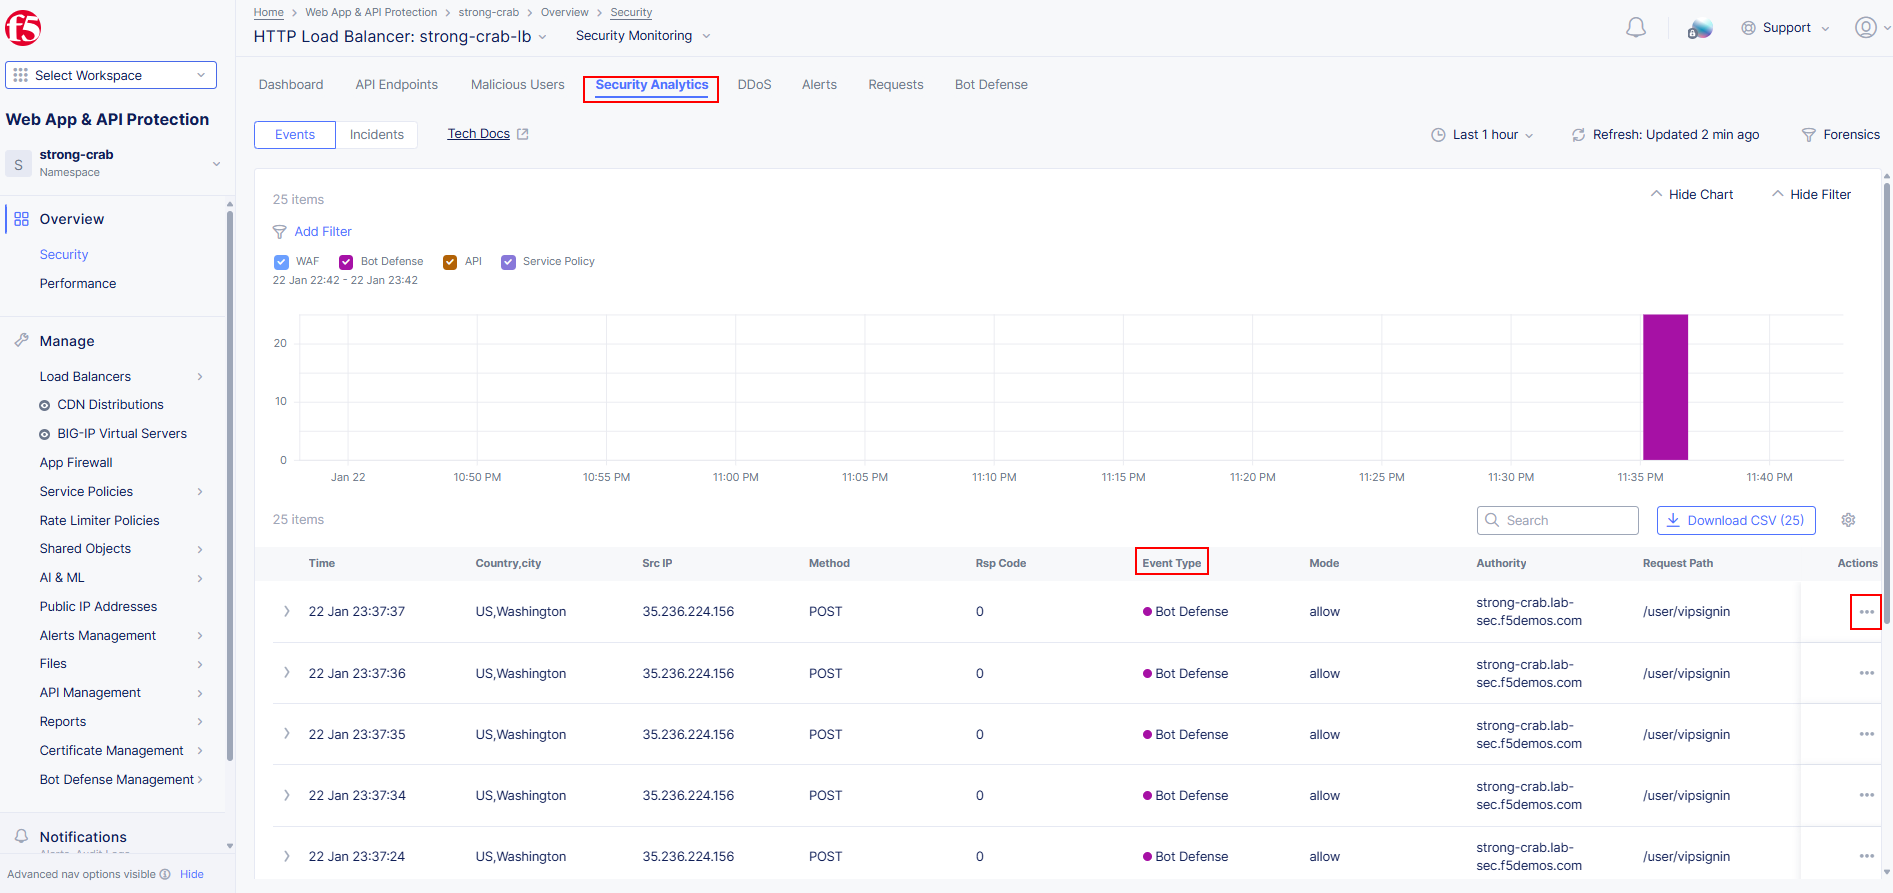 f5
Home > Web App & API Protection > strong-crab > Overview > Security
HTTP Load Balancer: strong-crab-lb
Security Monitoring
Support
Select Workspace
Web App & API Protection
S
strong-crab
Namespace
Overview
Security
Performance
Manage
Load Balancers
CDN Distributions
BIG-IP Virtual Servers
App Firewall
Service Policies
Rate Limiter Policies
Shared Objects
AI & ML
Public IP Addresses
Alerts Management
Files
API Management
Reports
Certificate Management
Bot Defense Management
Notifications
Alerts, Audit Logs
Advanced nav options visible Hide
Dashboard API Endpoints Malicious Users Security Analytics DDoS Alerts Requests Bot Defense
Events Incidents Tech Docs
Last 1 hour Refresh: Updated 2 min ago Forensics
25 items
Hide Chart Hide Filter
Add Filter
WAF Bot Defense API Service Policy
22 Jan 22:42 - 22 Jan 23:42
20
10
0
Jan 22 10:50 PM 10:55 PM 11:00 PM 11:05 PM 11:10 PM 11:15 PM 11:20 PM 11:25 PM 11:30 PM 11:35 PM 11:40 PM
25 items
Search
Download CSV (25)
Time Country,city Src IP Method Rsp Code Event Type Mode Authority Request Path Actions
22 Jan 23:37:37 US,Washington 35.236.224.156 POST 0 Bot Defense allow strong-crab.lab-sec.f5demos.com /user/vipsignin
22 Jan 23:37:36 US,Washington 35.236.224.156 POST 0 Bot Defense allow strong-crab.lab-sec.f5demos.com /user/vipsignin
22 Jan 23:37:35 US,Washington 35.236.224.156 POST 0 Bot Defense allow strong-crab.lab-sec.f5demos.com /user/vipsignin
22 Jan 23:37:34 US,Washington 35.236.224.156 POST 0 Bot Defense allow strong-crab.lab-sec.f5demos.com /user/vipsignin
22 Jan 23:37:24 US,Washington 35.236.224.156 POST 0 Bot Defense allow strong-crab.lab-sec.f5demos.com /user/vipsignin